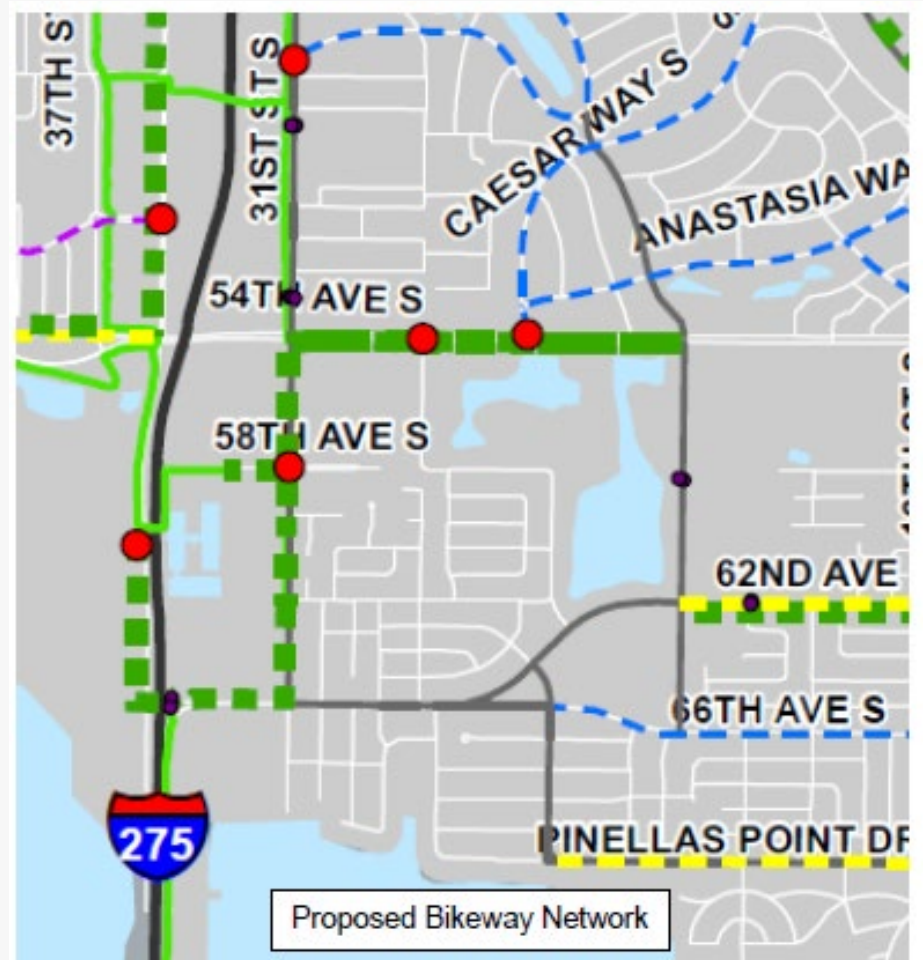 37TH S
31ST ST S
CAESAR WAY S
ANASTASIA WA
54TH AVE S
58TH AVE S
62ND AVE
66TH AVE S
275
PINELLAS POINT DR
Proposed Bikeway Network